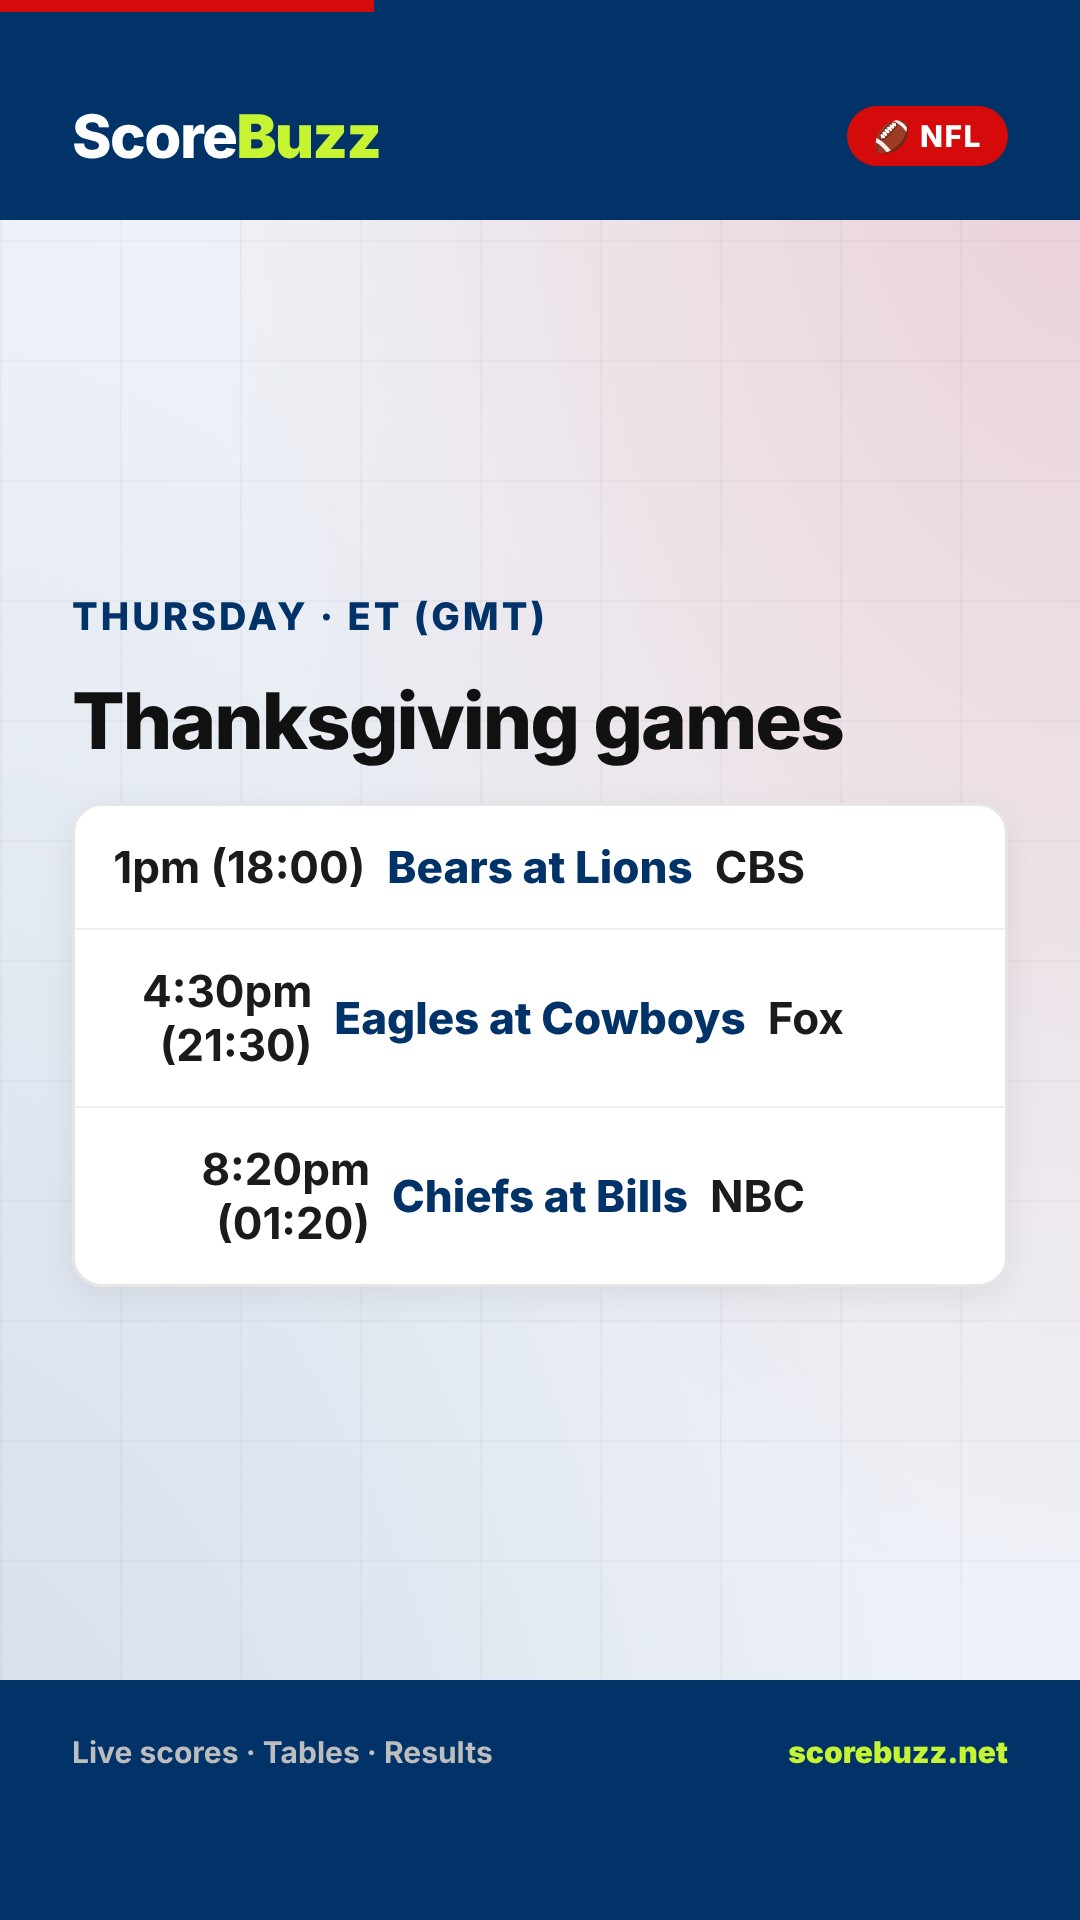 ScoreBuzz
NFL
THURSDAY · ET (GMT)
Thanksgiving games
1pm (18:00) Bears at Lions CBS
4:30pm (21:30) Eagles at Cowboys Fox
8:20pm (01:20) Chiefs at Bills NBC
Live scores · Tables · Results
scorebuzz.net